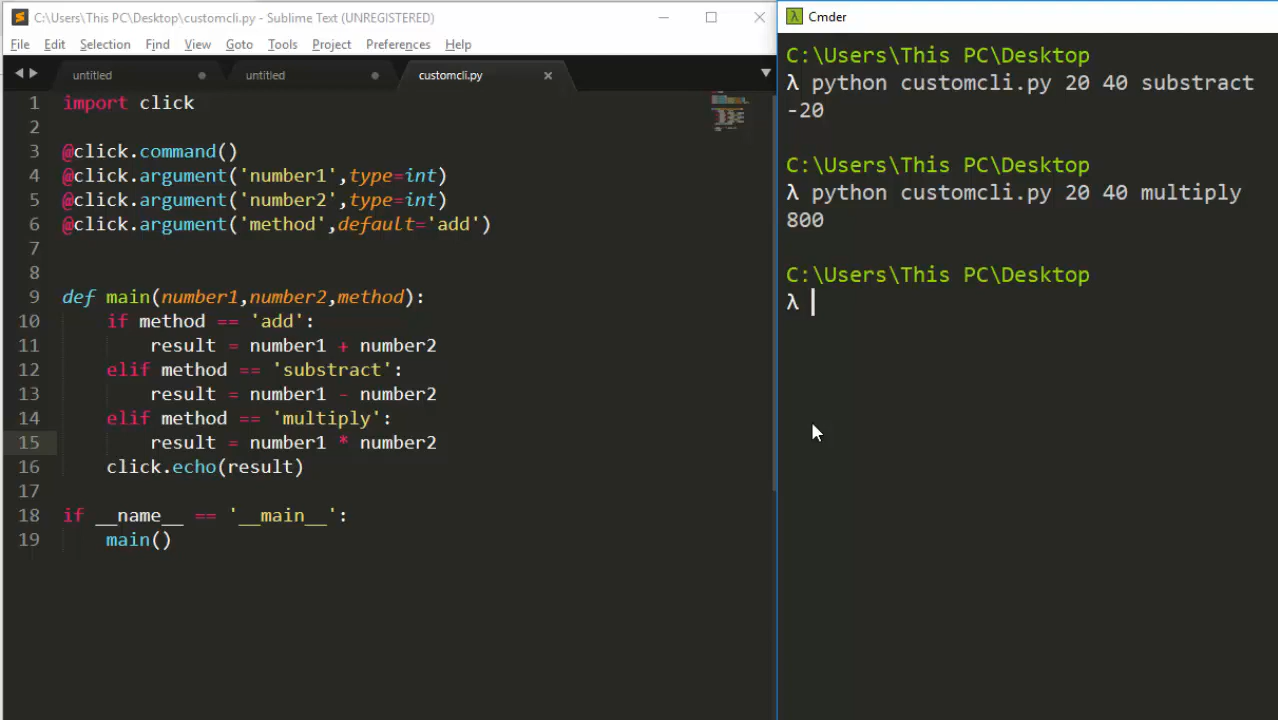 C:\Users\This PC\Desktop\customcli.py - Sublime Text (UNREGISTERED)
File Edit Selection View Find Goto Tools Project Preferences Help
untitled untitled customcli.py
1 import click
2
3 @click.command()
4 @click.argument('number1',type=int)
5 @click.argument('number2',type=int)
6 @click.argument('method',default='add')
7
8
9 def main(number1,number2,method):
10 if method == 'add':
11 result = number1 + number2
12 elif method == 'substract':
13 result = number1 - number2
14 elif method == 'multiply':
15 result = number1 * number2
16 click.echo(result)
17
18 if __name__ == '__main__':
19 main()
λ Cmder
C:\Users\This PC\Desktop
λ python customcli.py 20 40 substract
-20
C:\Users\This PC\Desktop
λ python customcli.py 20 40 multiply
800
C:\Users\This PC\Desktop
λ